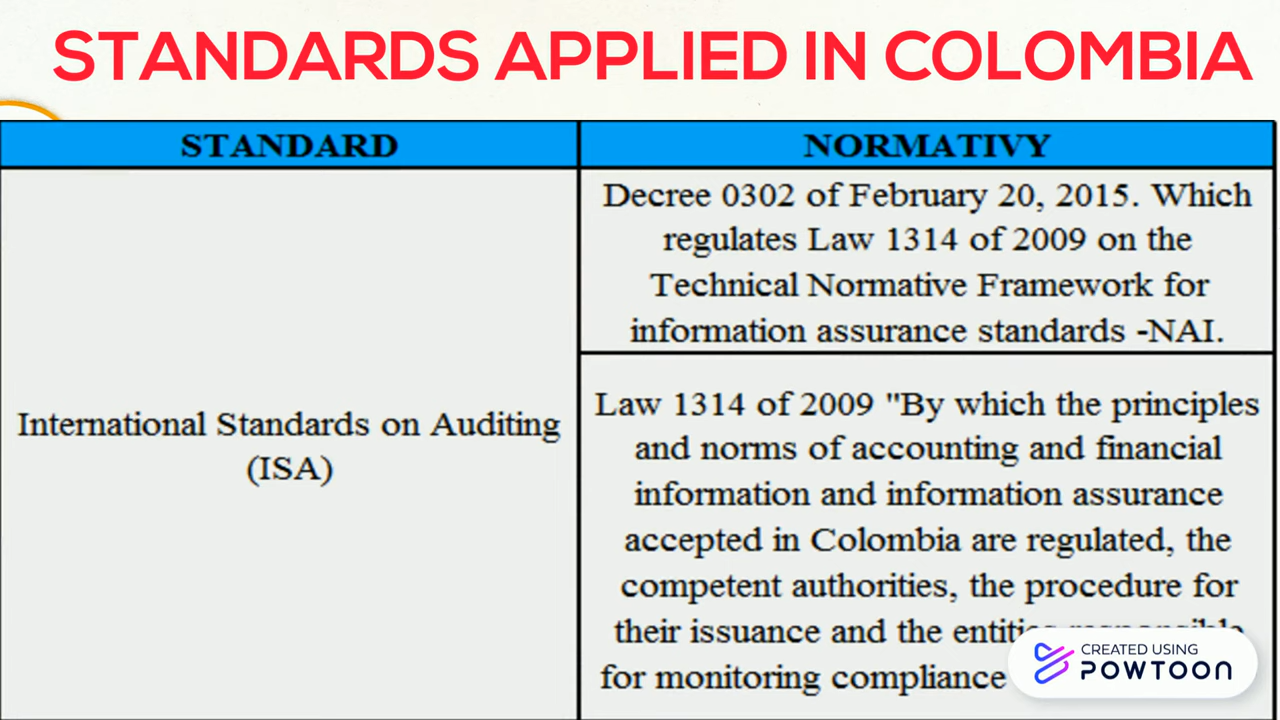 STANDARDS APPLIED IN COLOMBIA
STANDARD
NORMATIVY
International Standards on Auditing
(ISA)
Decree 0302 of February 20, 2015. Which
regulates Law 1314 of 2009 on the
Technical Normative Framework for
information assurance standards -NAI.
Law 1314 of 2009 "By which the principles
and norms of accounting and financial
information and information assurance
accepted in Colombia are regulated, the
competent authorities, the procedure for
their issuance and the entities responsible
for monitoring compliance
CREATED USING
POWTOON